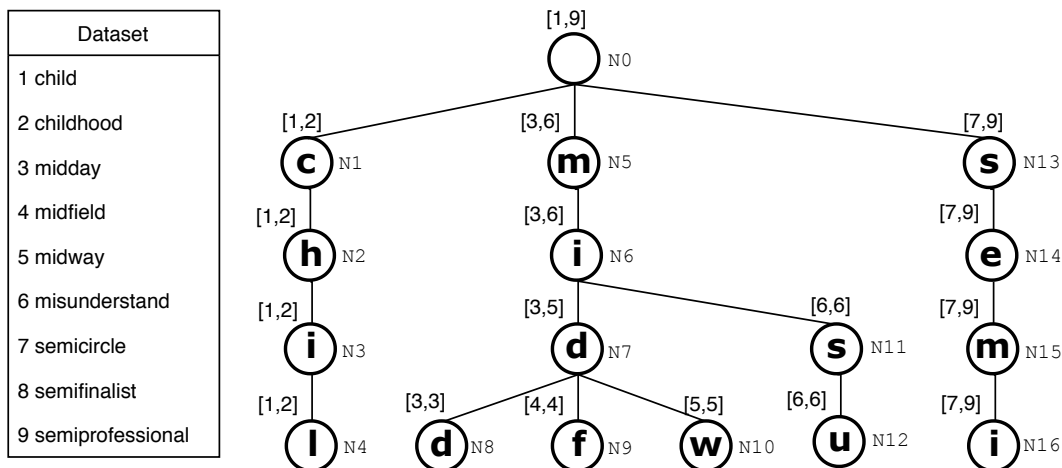 Dataset
1 child
2 childhood
3 midday
4 midfield
5 midway
6 misunderstand
7 semicircle
8 semifinalist
9 semiprofessional
[1,9]
N0
[1,2] [3,6] [7,9]
c N1 m N5 s N13
[1,2] [3,6] [7,9]
h N2 i N6 e N14
[1,2] [3,5] [6,6] [7,9]
i N3 d N7 s N11 m N15
[1,2] [3,3] [4,4] [5,5] [6,6] [7,9]
l N4 d N8 f N9 w N10 u N12 i N16